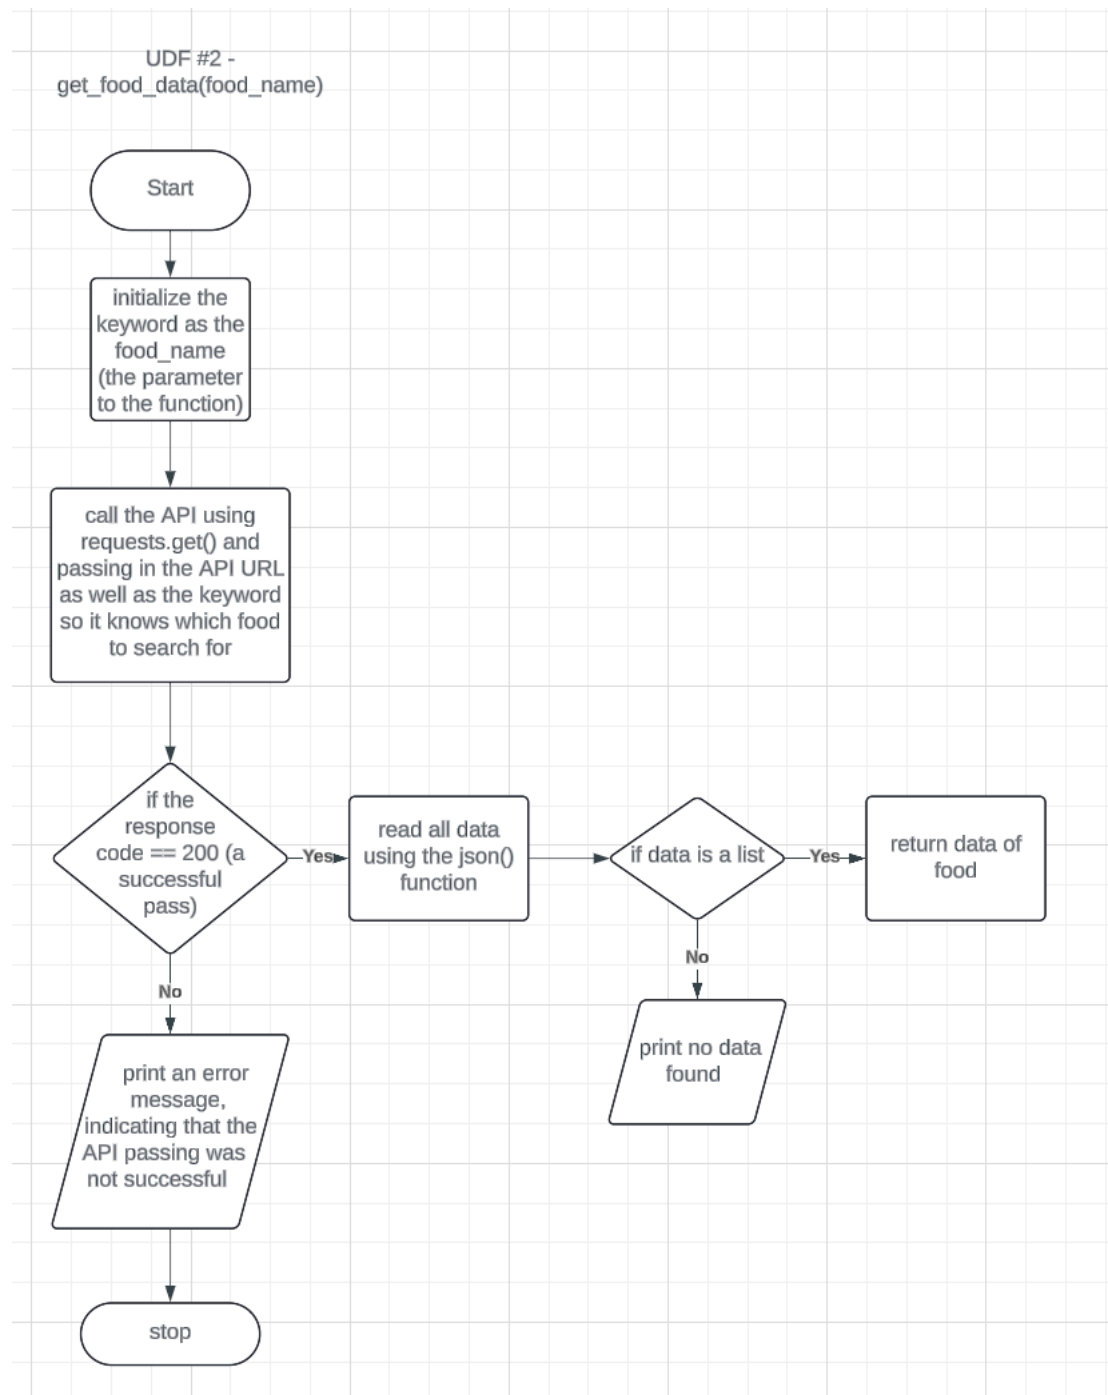 UDF #2 -
get_food_data(food_name)
Start
initialize the
keyword as the
food_name
(the parameter
to the function)
call the API using
requests.get() and
passing in the API URL
as well as the keyword
so it knows which food
to search for
if the
response
code == 200 (a
successful
pass)
Yes
read all data
using the json()
function
if data is a list
Yes
return data of
food
No
print no data
found
No
print an error
message,
indicating that the
API passing was
not successful
stop